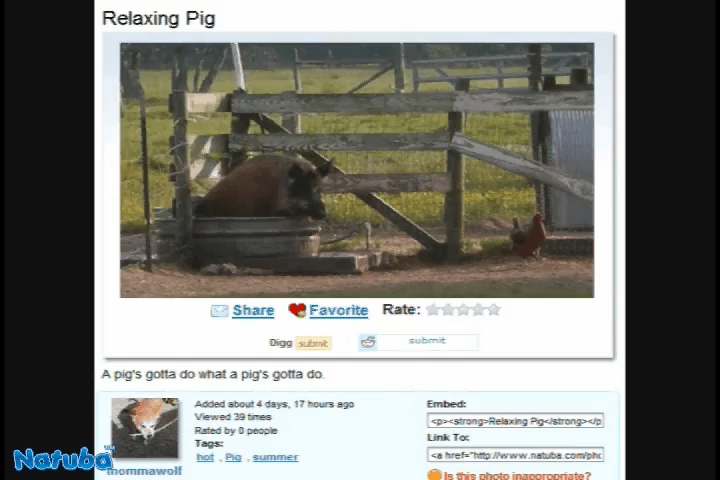 Relaxing Pig
Share Favorite Rate:
Digg submit submit
A pig's gotta do what a pig's gotta do.
Added about 4 days, 17 hours ago
Viewed 39 times
Rated by 0 people
Tags:
hot , Pig , summer
mommawolf
Embed:
<p><strong>Relaxing Pig</strong></p
Link To:
<a href="http://www.natuba.com/pho
Is this photo inappropriate?
Natuba